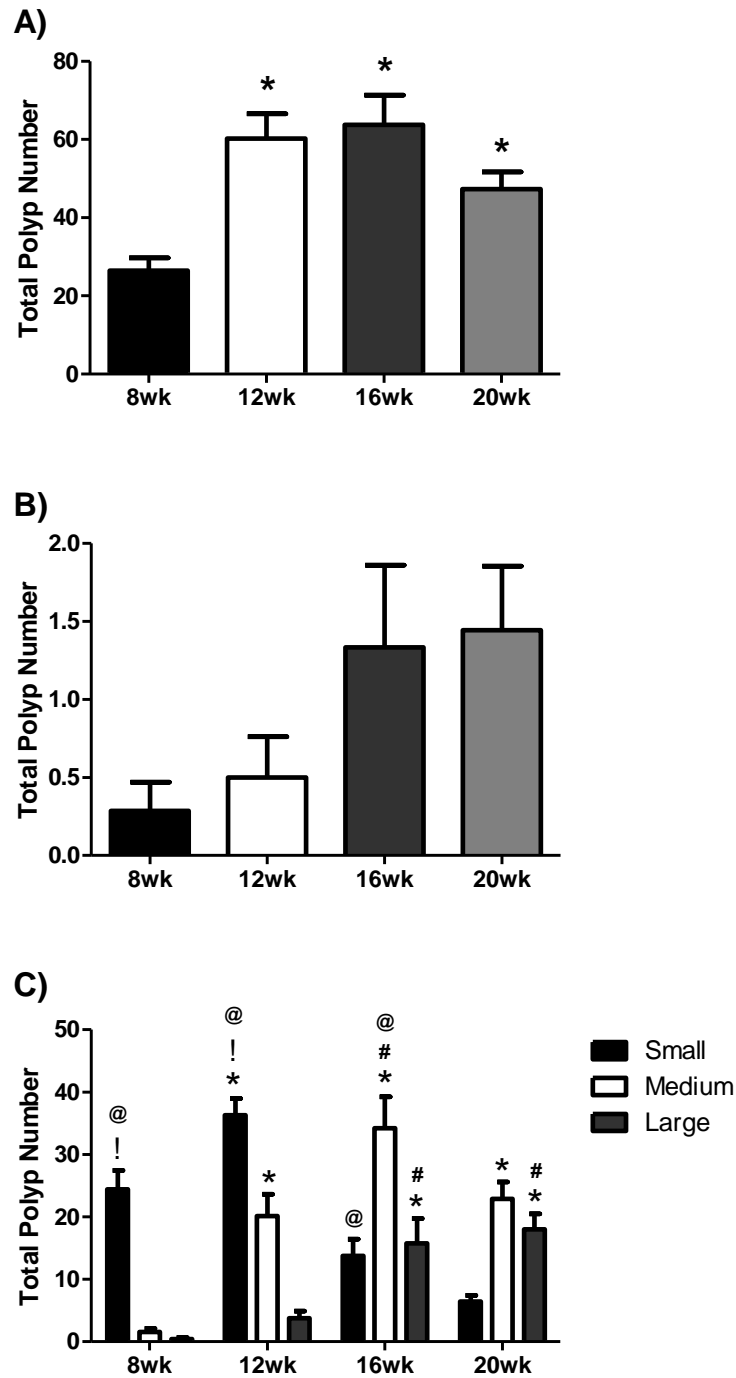 A)
Total Polyp Number
80
60
40
20
0
* * *
8wk 12wk 16wk 20wk
B)
Total Polyp Number
2.0
1.5
1.0
0.5
0.0
8wk 12wk 16wk 20wk
C)
Total Polyp Number
50
40
30
20
10
0
@
!
@
!
*
*
@
@
#
*
#
*
*
#
*
8wk 12wk 16wk 20wk
Small
Medium
Large